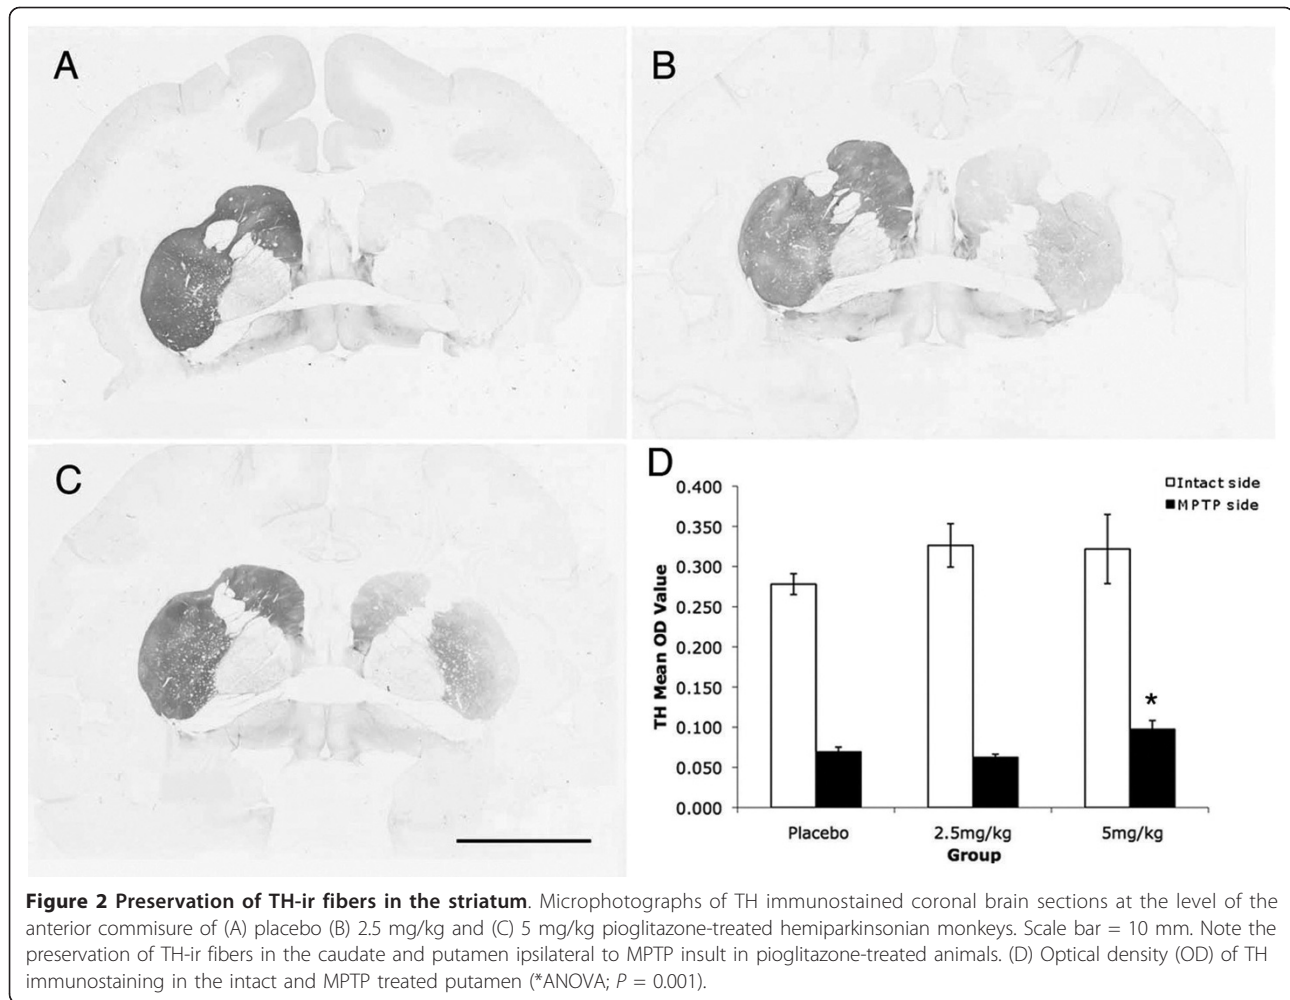 A
B
C
D
0.400
0.350
0.300
0.250
0.200
0.150
0.100
0.050
0.000
TH Mean OD Value
Intact side
MPTP side
*
Placebo
2.5mg/kg
5mg/kg
Group
Figure 2 Preservation of TH-ir fibers in the striatum. Microphotographs of TH immunostained coronal brain sections at the level of the
anterior commisure of (A) placebo (B) 2.5 mg/kg and (C) 5 mg/kg pioglitazone-treated hemiparkinsonian monkeys. Scale bar = 10 mm. Note the
preservation of TH-ir fibers in the caudate and putamen ipsilateral to MPTP insult in pioglitazone-treated animals. (D) Optical density (OD) of TH
immunostaining in the intact and MPTP treated putamen (*ANOVA; P = 0.001).